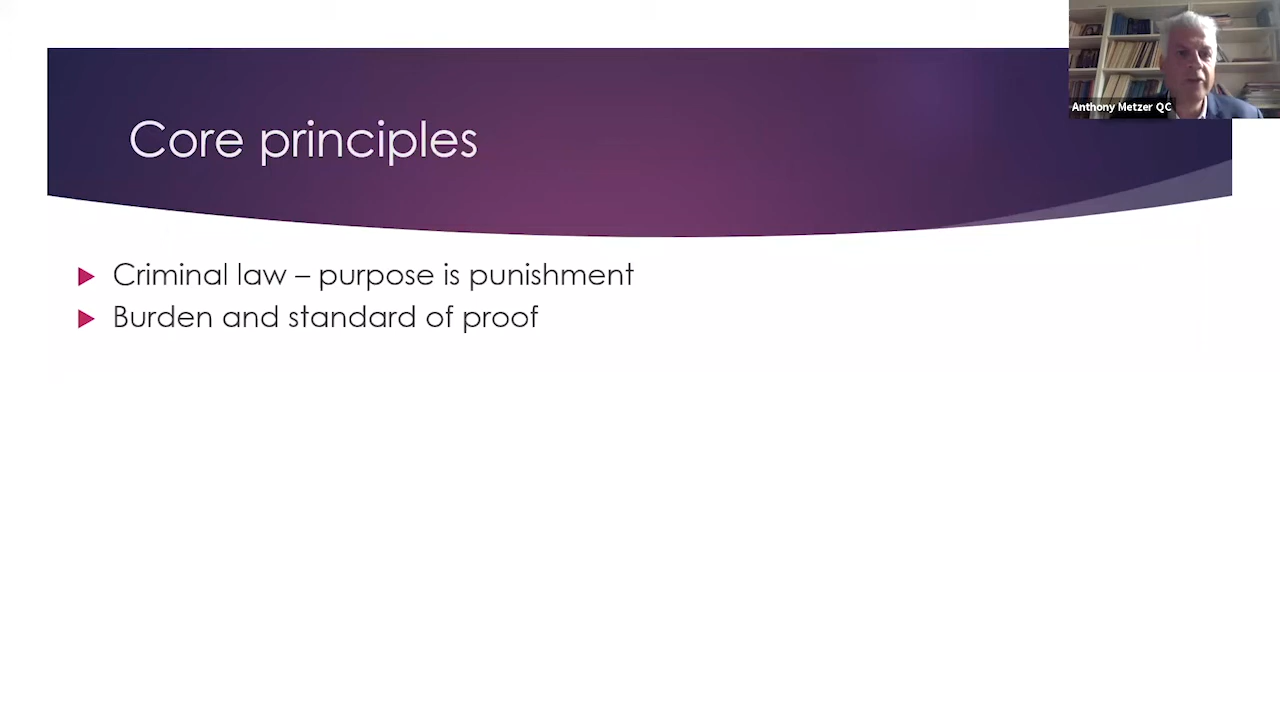 Core principles
Anthony Metzer QC
Criminal law – purpose is punishment
Burden and standard of proof